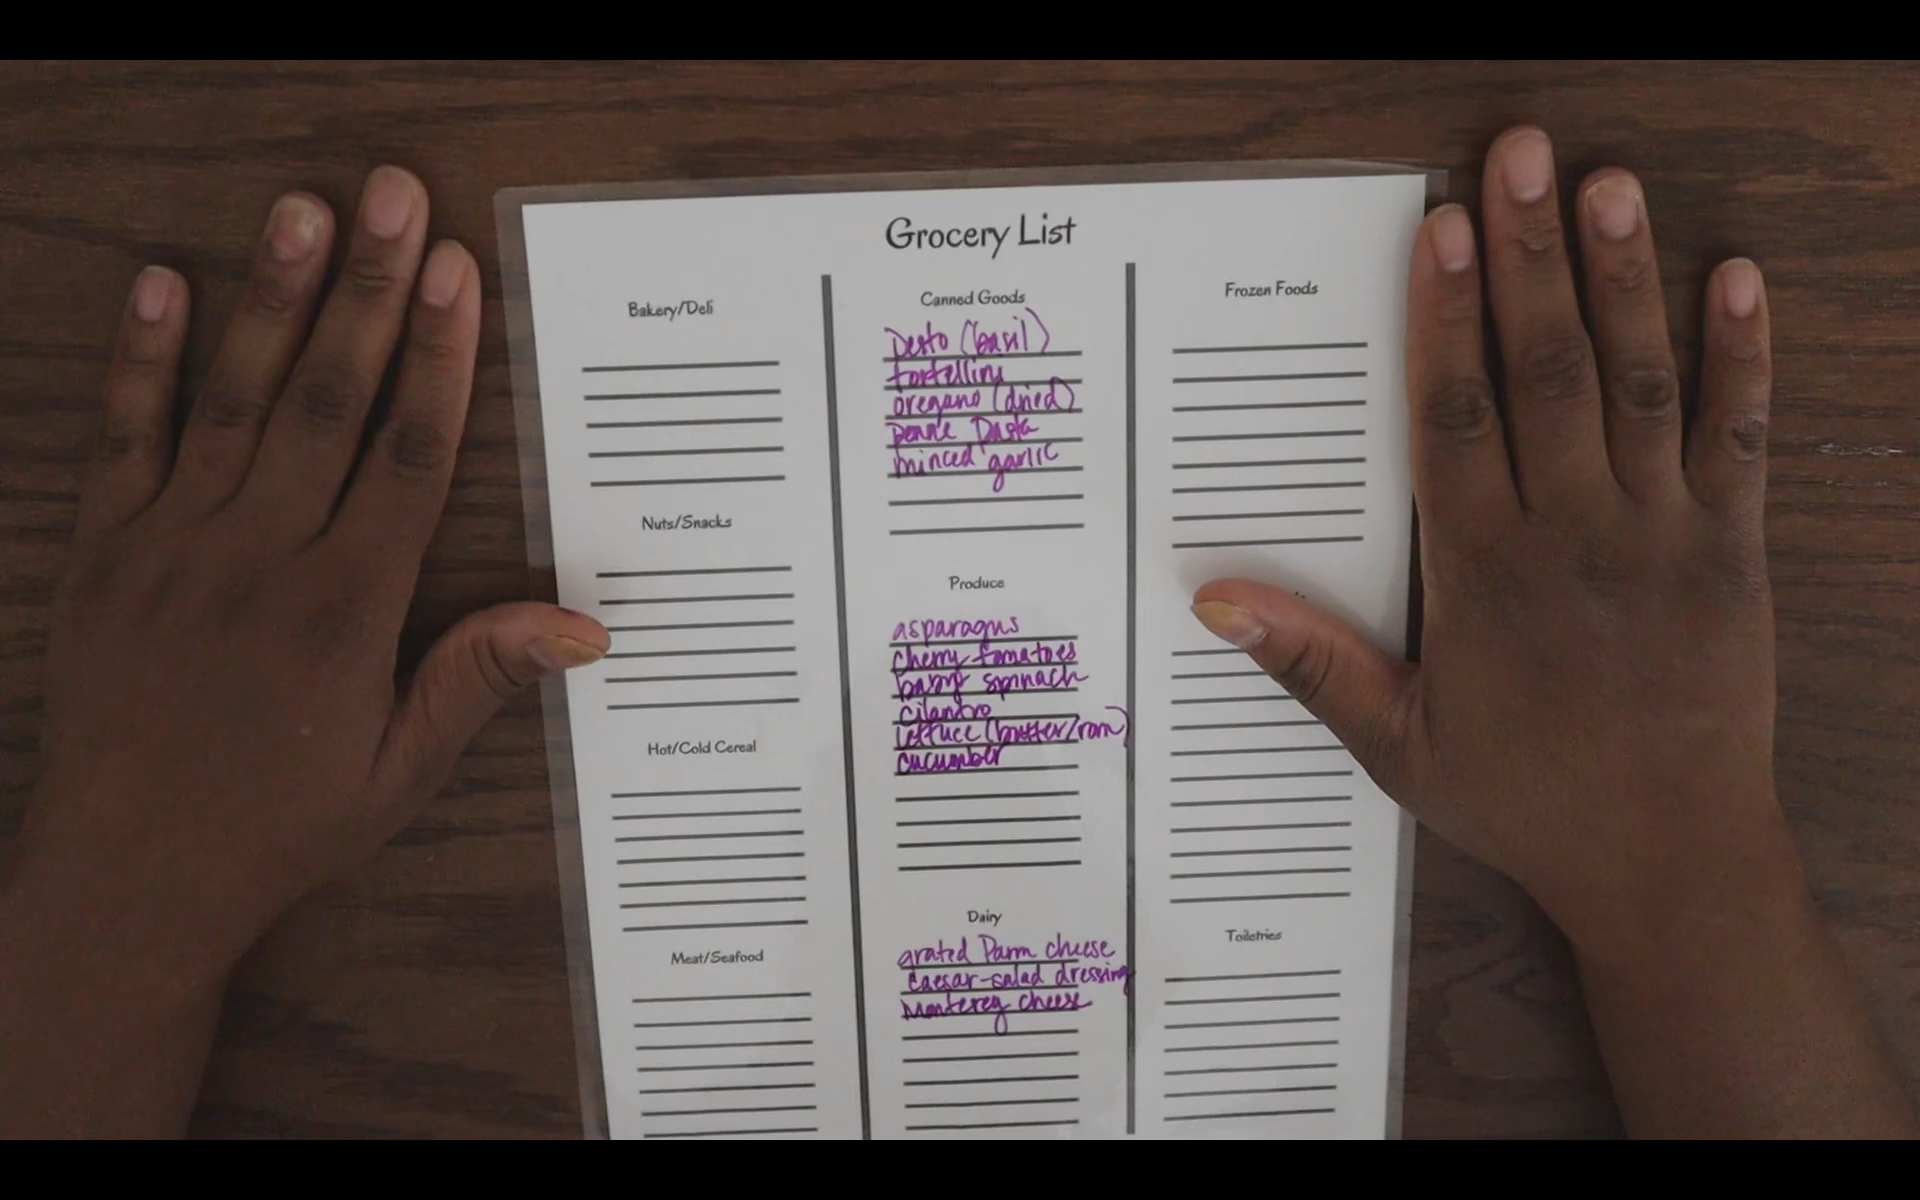 Grocery List
Bakery/Deli
Nuts/Snacks
Hot/Cold Cereal
Meat/Seafood
Canned Goods
Pesto (basil)
tortellini
oregano (dried)
penne Pasta
minced garlic
Produce
asparagus
cherry tomatoes
baby spinach
cilantro
lettuce (butter/rom)
cucumber
Dairy
grated Parm cheese
caesar-salad dressing
Monterey cheese
Frozen Foods
Toiletries